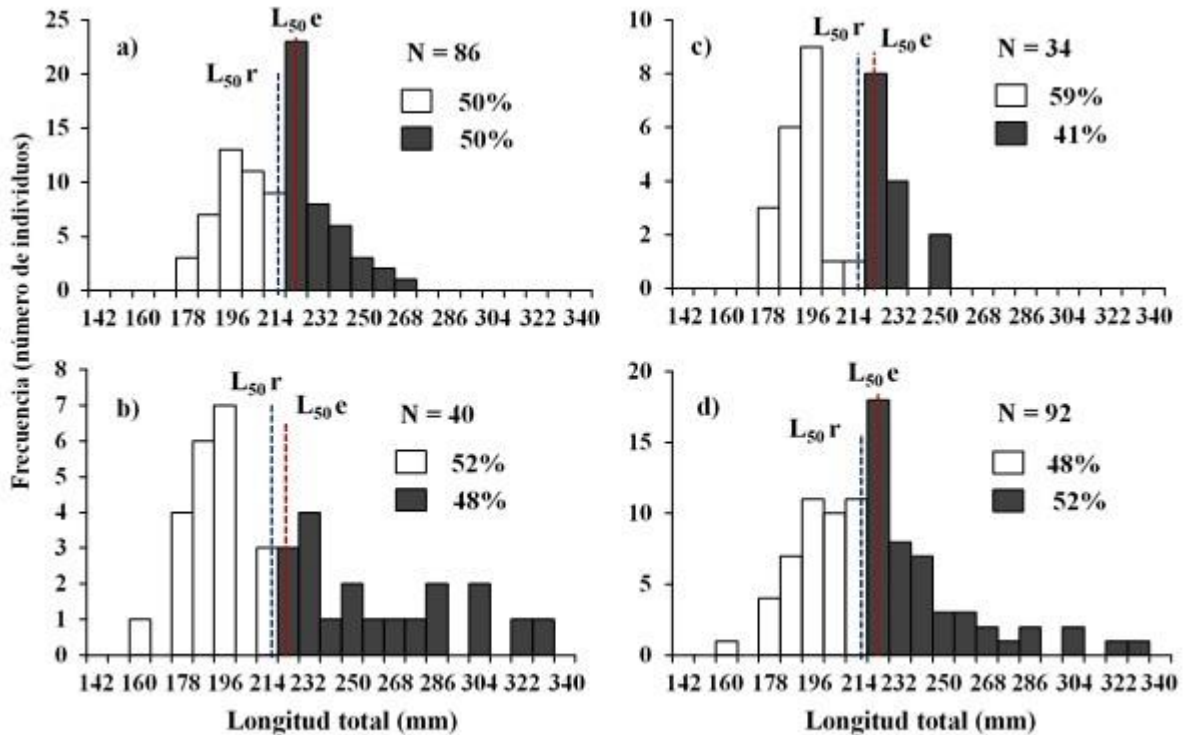 Frecuencia (número de individuos)
a)
L₅₀ e
L₅₀ r
N = 86
50%
50%
25
20
15
10
5
0
142 160 178 196 214 232 250 268 304 322 340
c)
L₅₀ r
L₅₀ e
N = 34
59%
41%
10
8
6
4
2
0
142 160 178 196 214 232 250 268 286 304 322 340
b)
L₅₀ r
L₅₀ e
N = 40
52%
48%
8
7
6
5
4
3
2
1
0
142 160 178 196 214 232 250 268 286 304 322 340
Longitud total (mm)
d)
L₅₀ e
L₅₀ r
N = 92
48%
52%
20
15
10
5
0
142 160 178 196 214 232 250 268 286 304 322 340
Longitud total (mm)